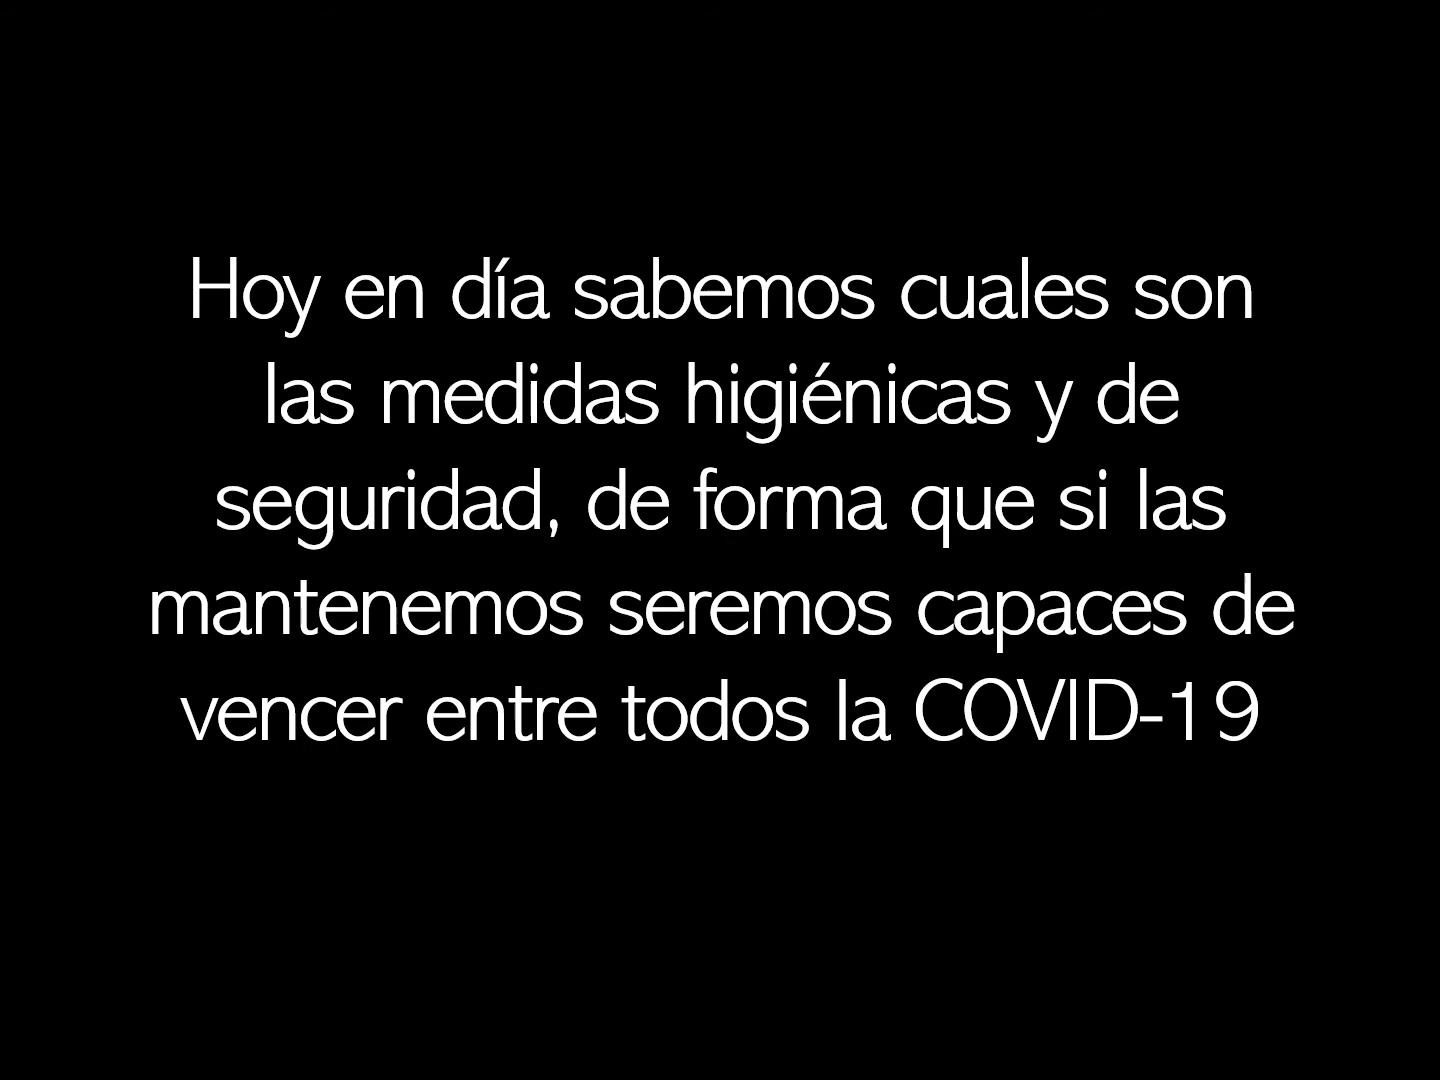 Hoy en día sabemos cuales son
las medidas higiénicas y de
seguridad, de forma que si las
mantenemos seremos capaces de
vencer entre todos la COVID-19